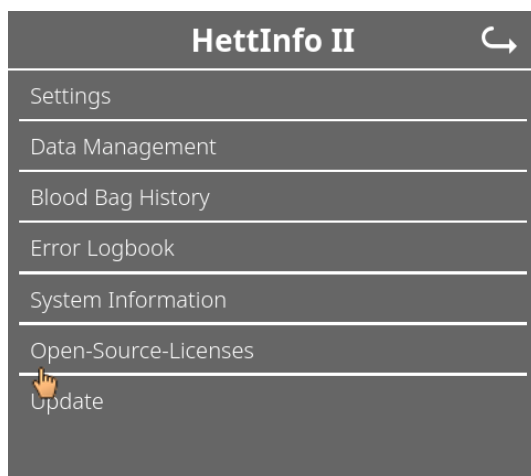 HettInfo II
Settings
Data Management
Blood Bag History
Error Logbook
System Information
Open-Source-Licenses
Update